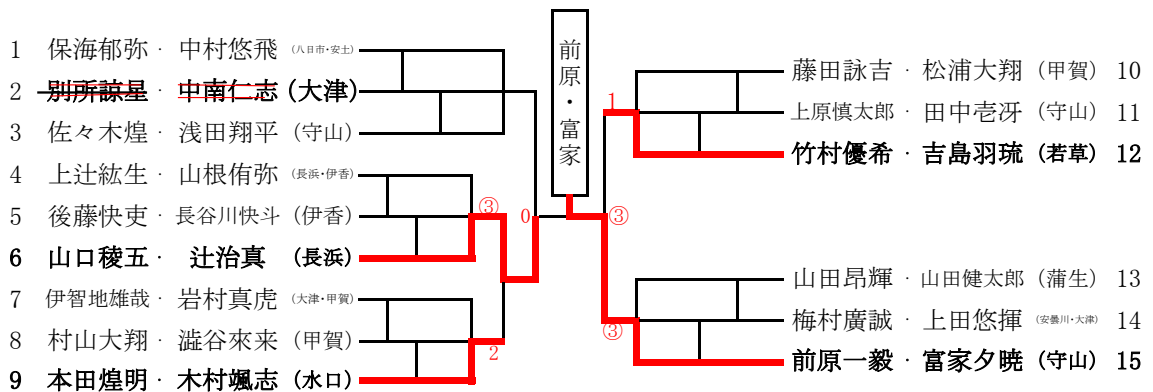 1 保海郁弥・中村悠飛 (八日市・安土)
2 別所諒星・中南仁志 (大津)
3 佐々木煌・浅田翔平 (守山)
4 上辻紘生・山根侑弥 (長浜・伊香)
5 後藤快吏・長谷川快斗 (伊香)
6 山口稜五・辻治真 (長浜)
7 伊智地雄哉・岩村真虎 (大津・甲賀)
8 村山大翔・澁谷來来 (甲賀)
9 本田煌明・木村颯志 (水口)
③
2
0
前原・富家
③
1
③
藤田詠吉・松浦大翔 (甲賀) 10
上原慎太郎・田中壱冴 (守山) 11
竹村優希・吉島羽琉 (若草) 12
山田昂輝・山田健太郎 (蒲生) 13
梅村廣誠・上田悠揮 (安曇川・大津) 14
前原一毅・富家夕暁 (守山) 15